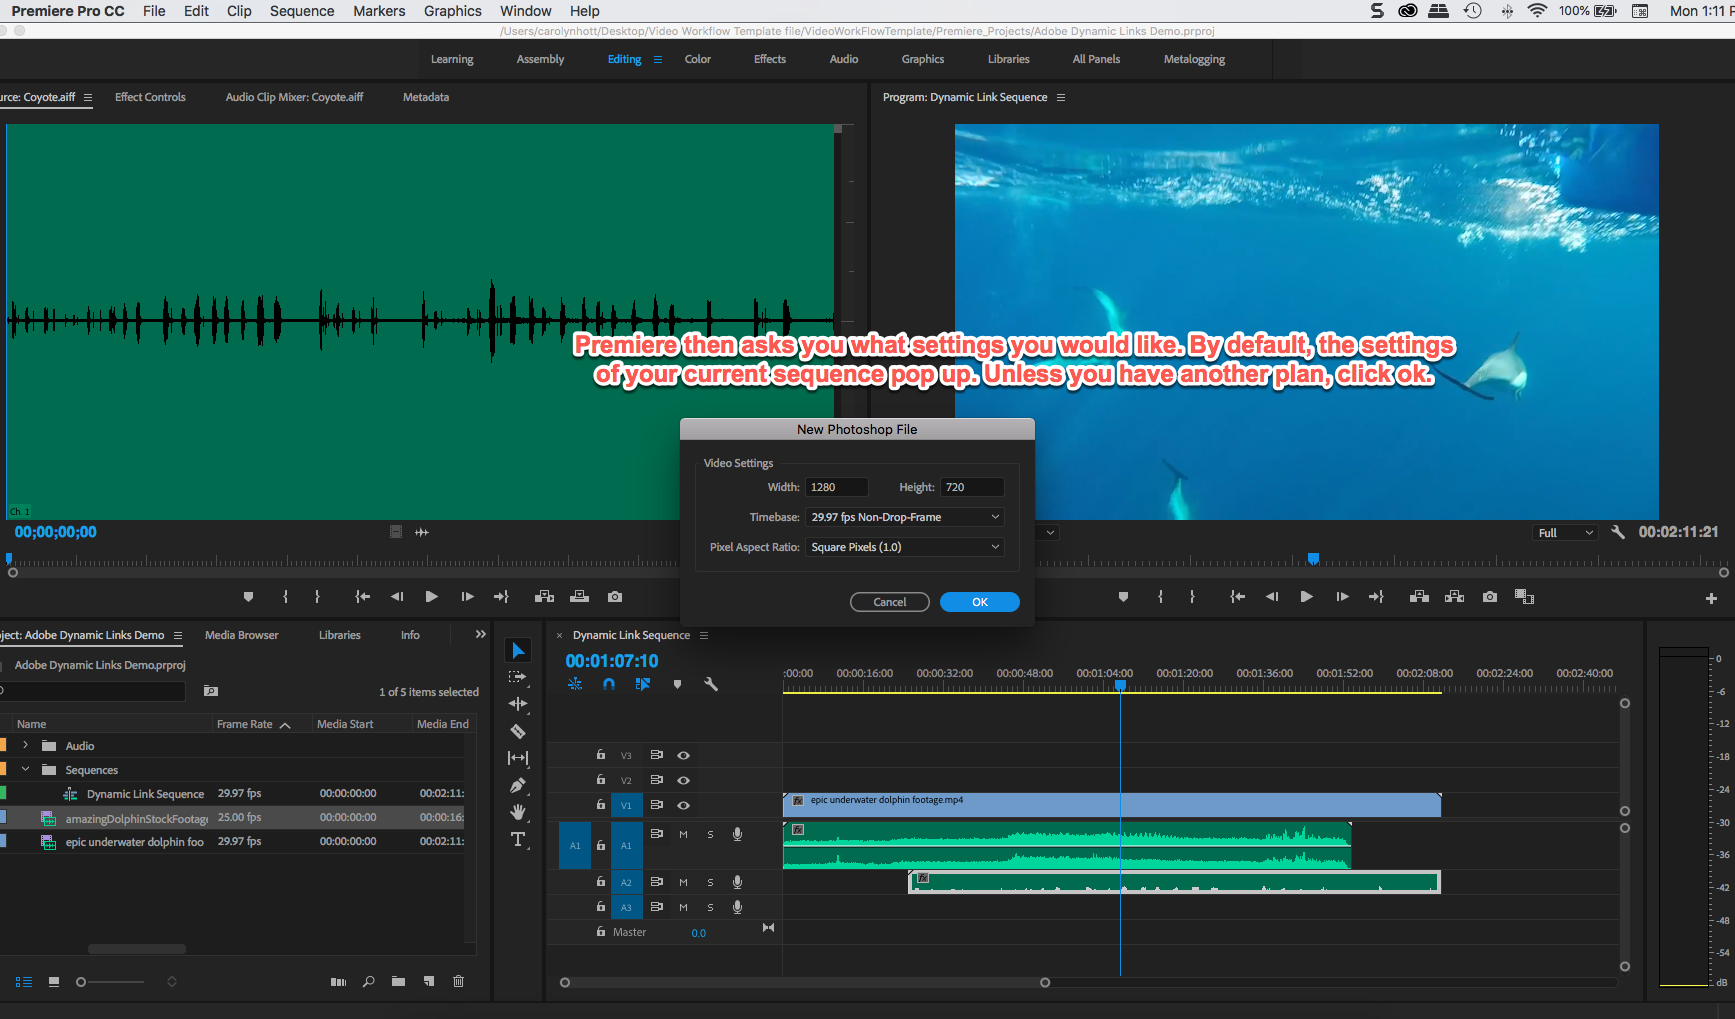 Premiere Pro CC File Edit Clip Sequence Markers Graphics Window Help 100% Mon 1:11 P
/Users/carolynhott/Desktop/Video Workflow Template file/VideoWorkFlowTemplate/Premiere_Projects/Adobe Dynamic Links Demo.prproj
Learning Assembly Editing Color Effects Audio Graphics Libraries All Panels Metalogging
urce: Coyote.aiff Effect Controls Audio Clip Mixer: Coyote.aiff Metadata Program: Dynamic Link Sequence
Premiere then asks you what settings you would like. By default, the settings
of your current sequence pop up. Unless you have another plan, click ok.
New Photoshop File
Video Settings
Width: 1280 Height: 720
Timebase: 29.97 fps Non-Drop-Frame
Pixel Aspect Ratio: Square Pixels (1.0)
Cancel OK
Ch. 1
00;00;00;00 Full 00:02:11:21
ject: Adobe Dynamic Links Demo Media Browser Libraries Info
Adobe Dynamic Links Demo.prproj
1 of 5 items selected
Name Frame Rate Media Start Media End
Audio
Sequences
Dynamic Link Sequence 29.97 fps 00:00:00:00 00:02:11:
amazingDolphinStockFootage 25.00 fps 00:00:00:00 00:00:16:
epic underwater dolphin foo 29.97 fps 00:00:00:00 00:02:11:
× Dynamic Link Sequence
00:01:07:10
:00:00 00:00:16:00 00:00:32:00 00:00:48:00 00:01:04:00 00:01:20:00 00:01:36:00 00:01:52:00 00:02:08:00 00:02:24:00 00:02:40:00
V3
V2
V1 fx epic underwater dolphin footage.mp4
A1 A1 M S fx
A2 M S fx
A3 M S
Master 0.0
0
-6
-12
-18
-24
-30
-36
-42
-48
-54
dB